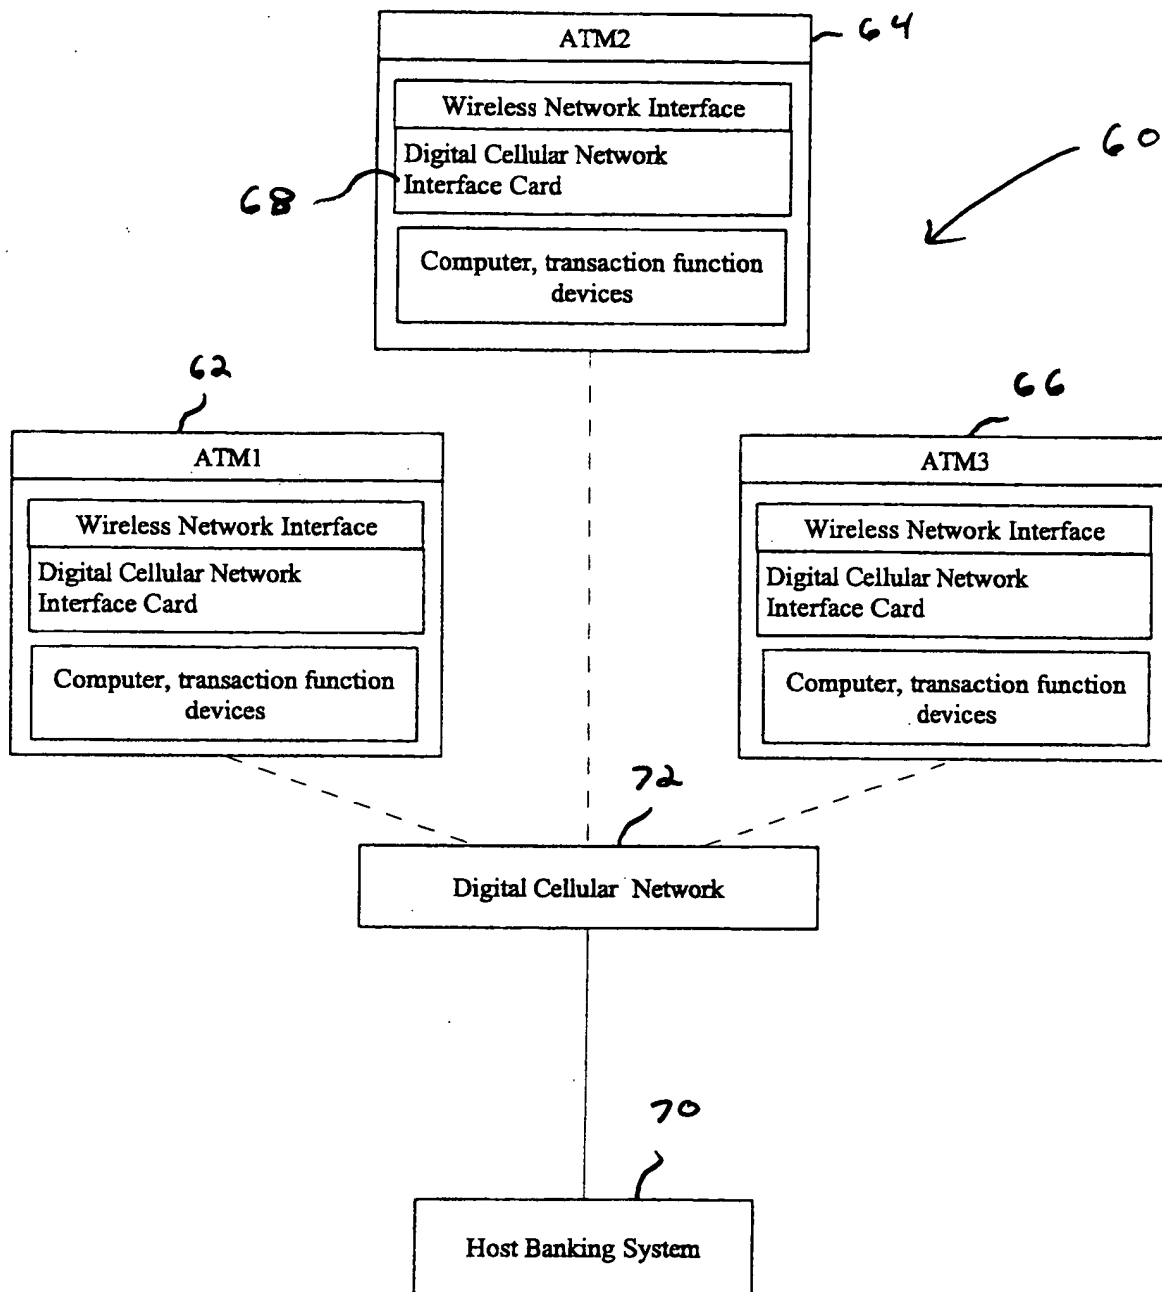 ATM2
64
Wireless Network Interface
Digital Cellular Network
Interface Card
68
60
Computer, transaction function
devices
62
66
ATM1
Wireless Network Interface
Digital Cellular Network
Interface Card
Computer, transaction function
devices
ATM3
Wireless Network Interface
Digital Cellular Network
Interface Card
Computer, transaction function
devices
72
Digital Cellular Network
70
Host Banking System